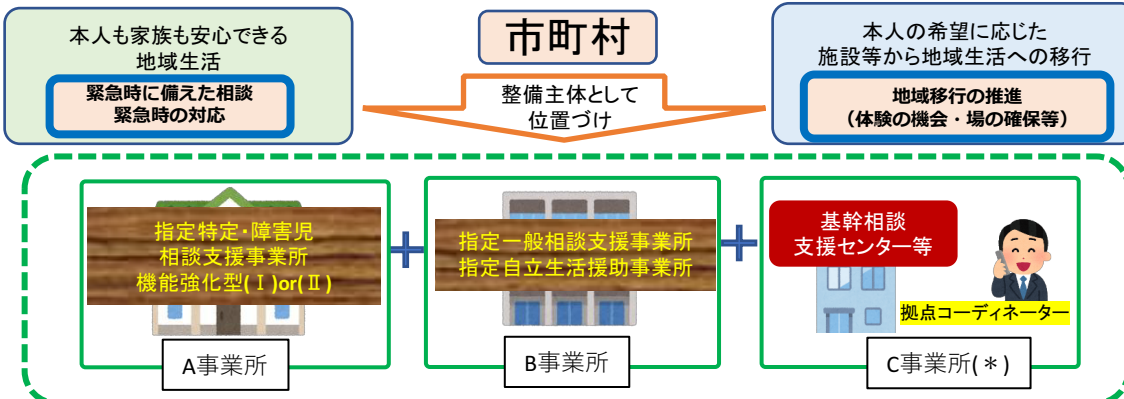 本人も家族も安心できる
地域生活
緊急時に備えた相談
緊急時の対応
市町村
整備主体として
位置づけ
本人の希望に応じた
施設等から地域生活への移行
地域移行の推進
（体験の機会・場の確保等）
指定特定・障害児
相談支援事業所
機能強化型(Ⅰ)or(Ⅱ)
A事業所
+
指定一般相談支援事業所
指定自立生活援助事業所
B事業所
+
基幹相談
支援センター等
拠点コーディネーター
C事業所(＊)